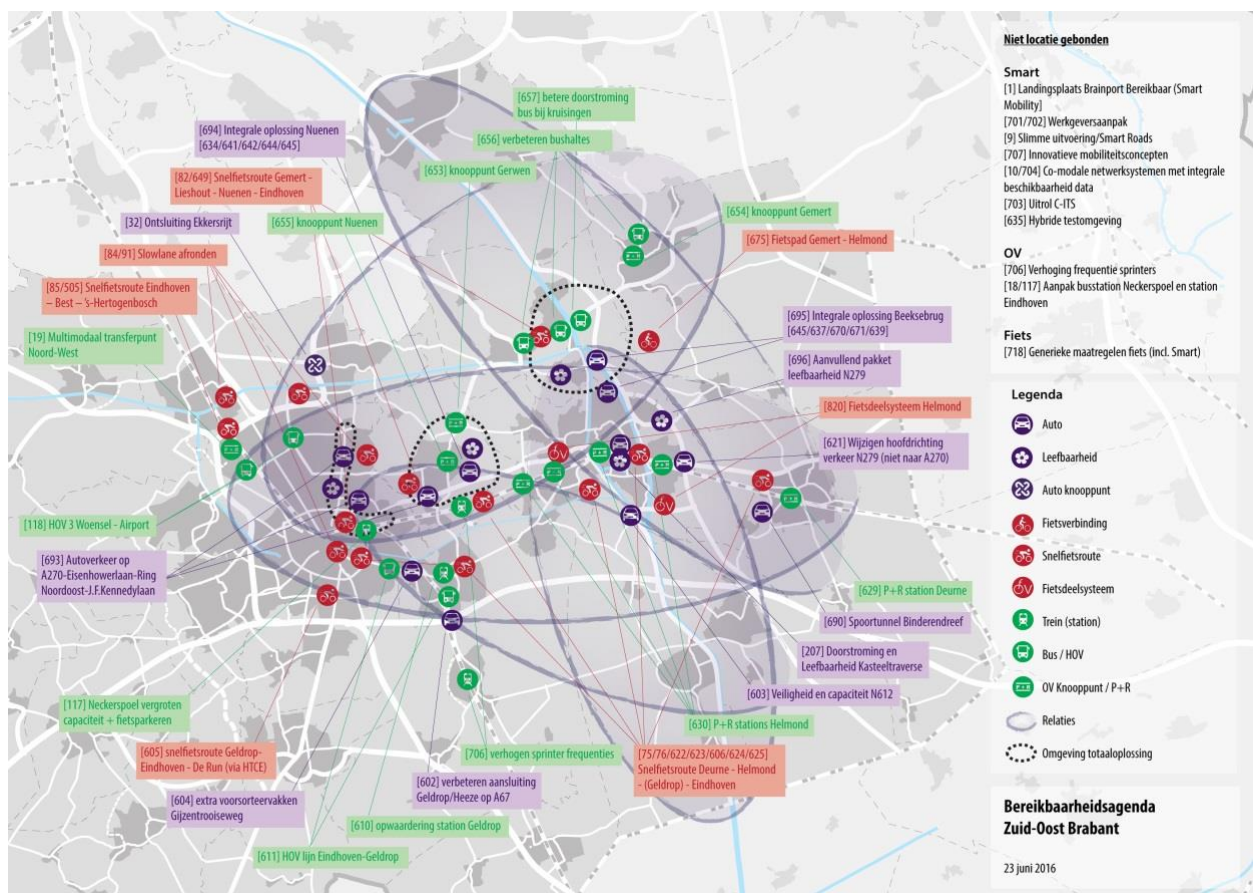 [657] betere doorstroming
bus bij kruisingen
[694] Integrale oplossing Nuenen
[634/641/642/644/645]
[656] verbeteren bushaltes
[82/649] Snelfietsroute Gemert -
Lieshout - Nuenen - Eindhoven
[653] knooppunt Gerwen
[32] Ontsluiting Ekkersrijt
[655] knooppunt Nuenen
[654] knooppunt Gemert
[84/91] Slowlane afronden
[675] Fietspad Gemert - Helmond
[85/505] Snelfietsroute Eindhoven
– Best – 's-Hertogenbosch
[19] Multimodaal transferpunt
Noord-West
[695] Integrale oplossing Beeksebrug
[645/637/670/671/639]
[696] Aanvullend pakket
leefbaarheid N279
[820] Fietsdeelsysteem Helmond
[621] Wijzigen hoofdrichting
verkeer N279 (niet naar A270)
[118] HOV 3 Woensel - Airport
[693] Autoverkeer op
A270-Eisenhowerlaan-Ring
Noordoost-J.F.Kennedylaan
[629] P+R station Deurne
[690] Spoortunnel Binderendreef
[207] Doorstroming en
Leefbaarheid Kasteeltraverse
[603] Veiligheid en capaciteit N612
[117] Neckerspoel vergroten
capaciteit + fietsparkeren
[630] P+R stations Helmond
[605] snelfietsroute Geldrop-
Eindhoven - De Run (via HTCE)
[706] verhogen sprinter frequenties
[75/76/622/623/606/624/625]
Snelfietsroute Deurne - Helmond
- (Geldrop) - Eindhoven
[602] verbeteren aansluiting
Geldrop/Heeze op A67
[604] extra voorsorteervakken
Gijzentrooiseweg
[610] opwaardering station Geldrop
[611] HOV lijn Eindhoven-Geldrop
Niet locatie gebonden
Smart
[1] Landingsplaats Brainport Bereikbaar (Smart
Mobility]
[701/702] Werkgeversaanpak
[9] Slimme uitvoering/Smart Roads
[707] Innovatieve mobiliteitsconcepten
[10/704] Co-modale netwerksystemen met integrale
beschikbaarheid data
[703] Uitrol C-ITS
[635] Hybride testomgeving
OV
[706] Verhoging frequentie sprinters
[18/117] Aanpak busstation Neckerspoel en station
Eindhoven
Fiets
[718] Generieke maatregelen fiets (incl. Smart)
Legenda
Auto
Leefbaarheid
Auto knooppunt
Fietsverbinding
Snelfietsroute
Fietsdeelsysteem
Trein (station)
Bus / HOV
OV Knooppunt / P+R
Relaties
Omgeving totaaloplossing
Bereikbaarheidsagenda
Zuid-Oost Brabant
23 juni 2016